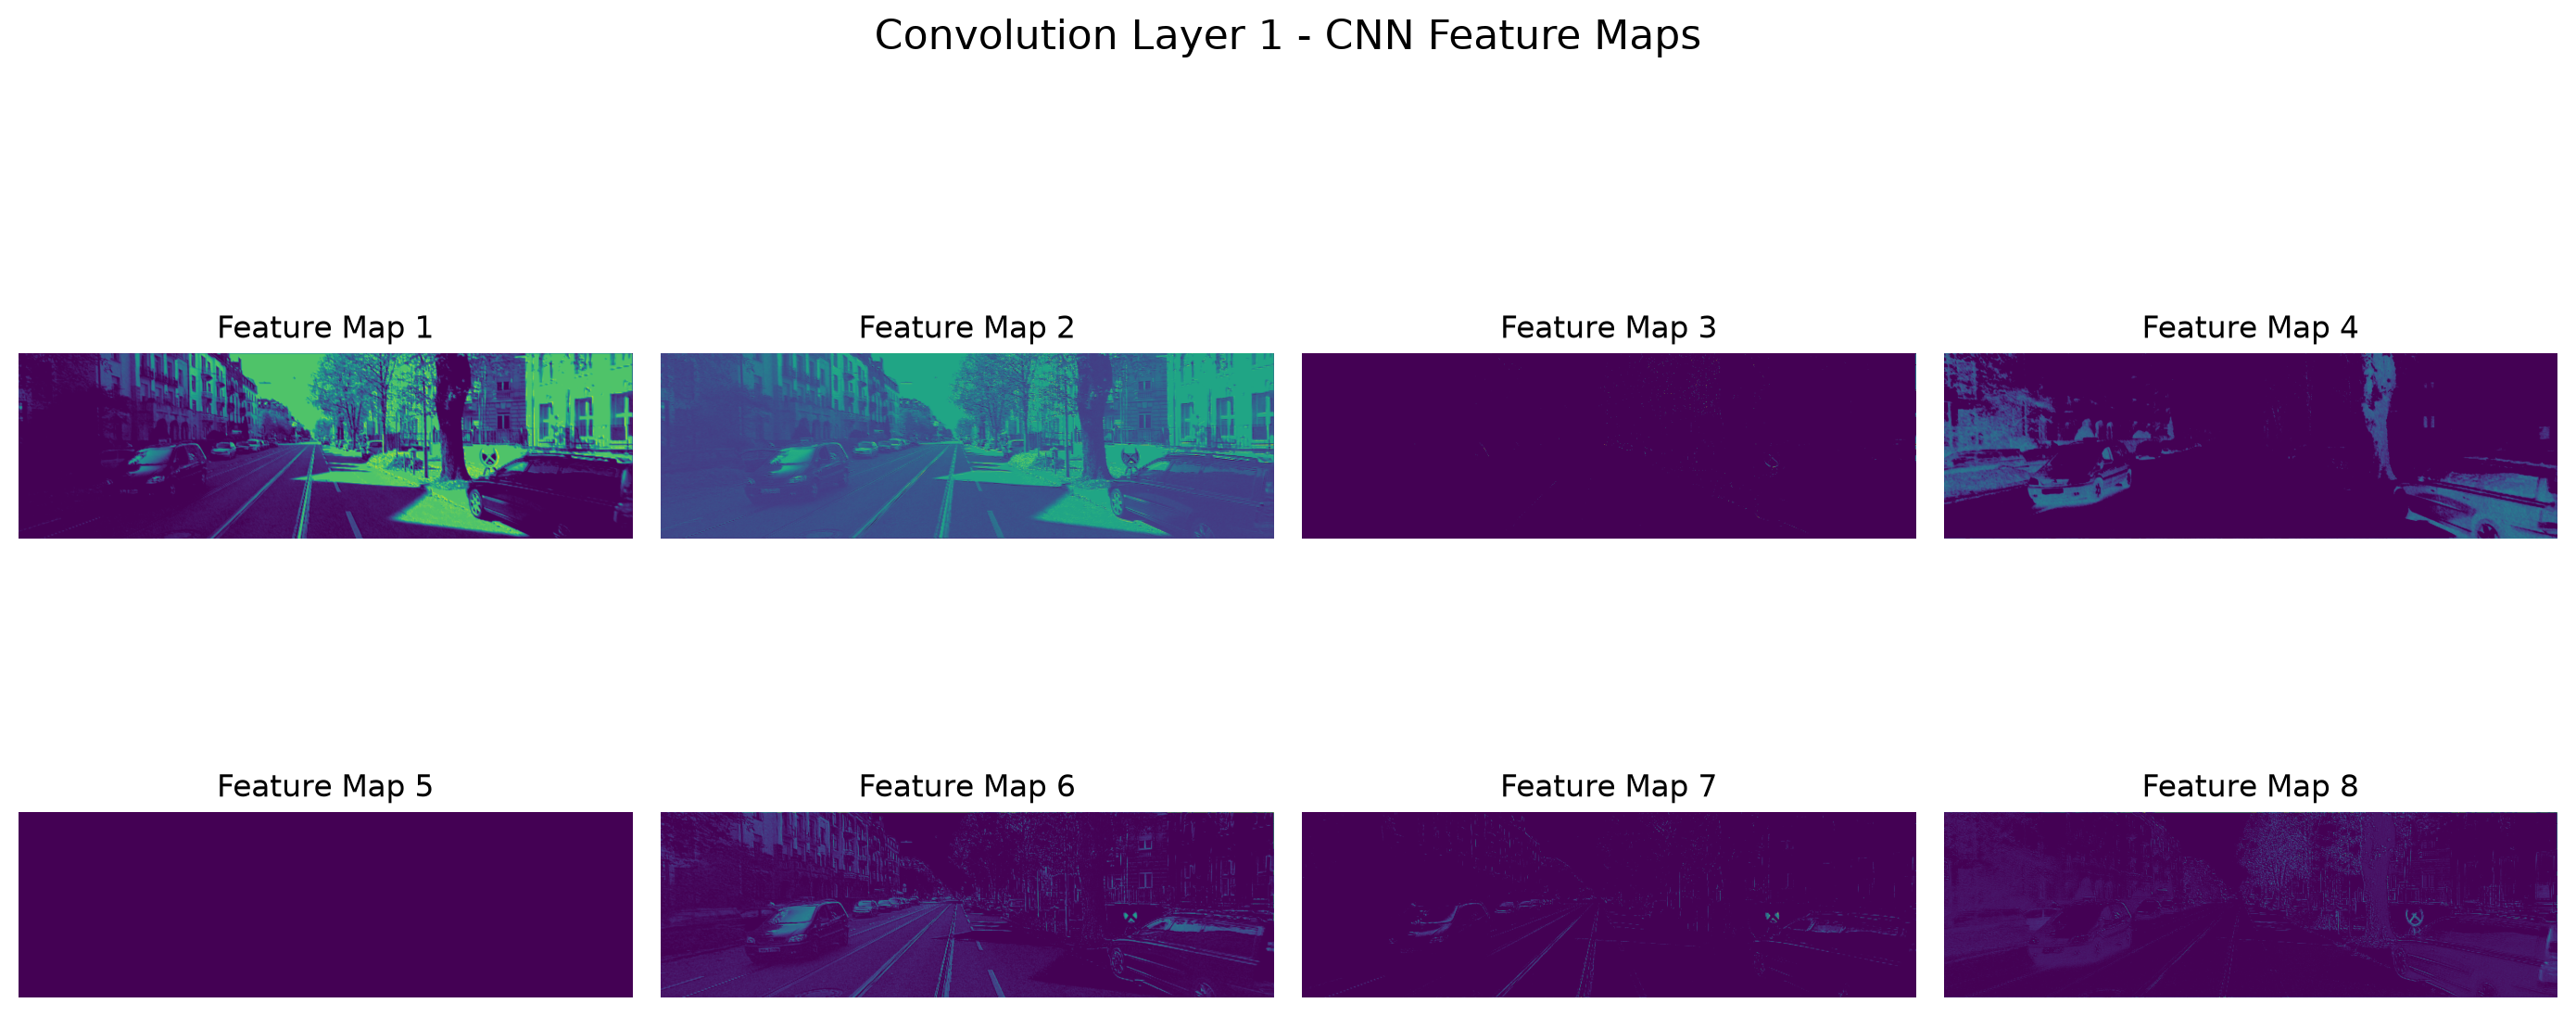 Convolution Layer 1 - CNN Feature Maps
Feature Map 1
Feature Map 2
Feature Map 3
Feature Map 4
Feature Map 5
Feature Map 6
Feature Map 7
Feature Map 8